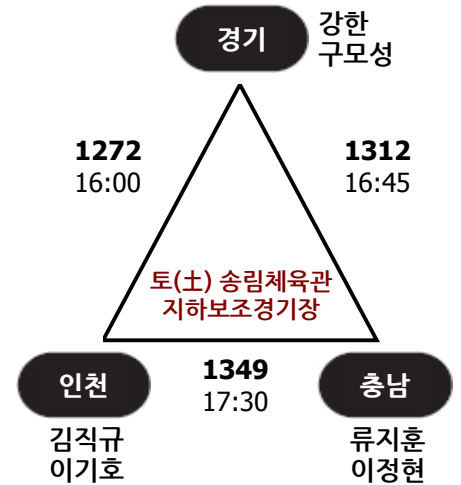 경기
강한
구모성
1272
16:00
1312
16:45
토(土) 송림체육관
지하보조경기장
인천
1349
17:30
충남
김직규
이기호
류지훈
이정현